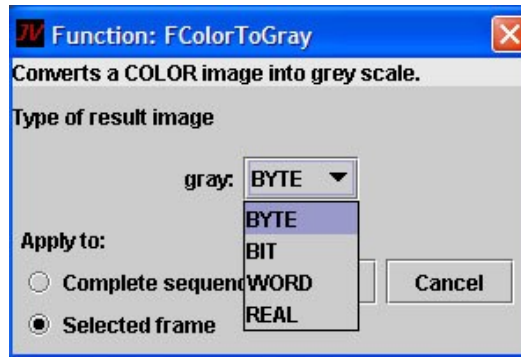 JV Function: FColorToGray
Converts a COLOR image into grey scale.
Type of result image
gray: BYTE
BYTE
BIT
WORD
REAL
Apply to:
Complete sequenc
Cancel
Selected frame